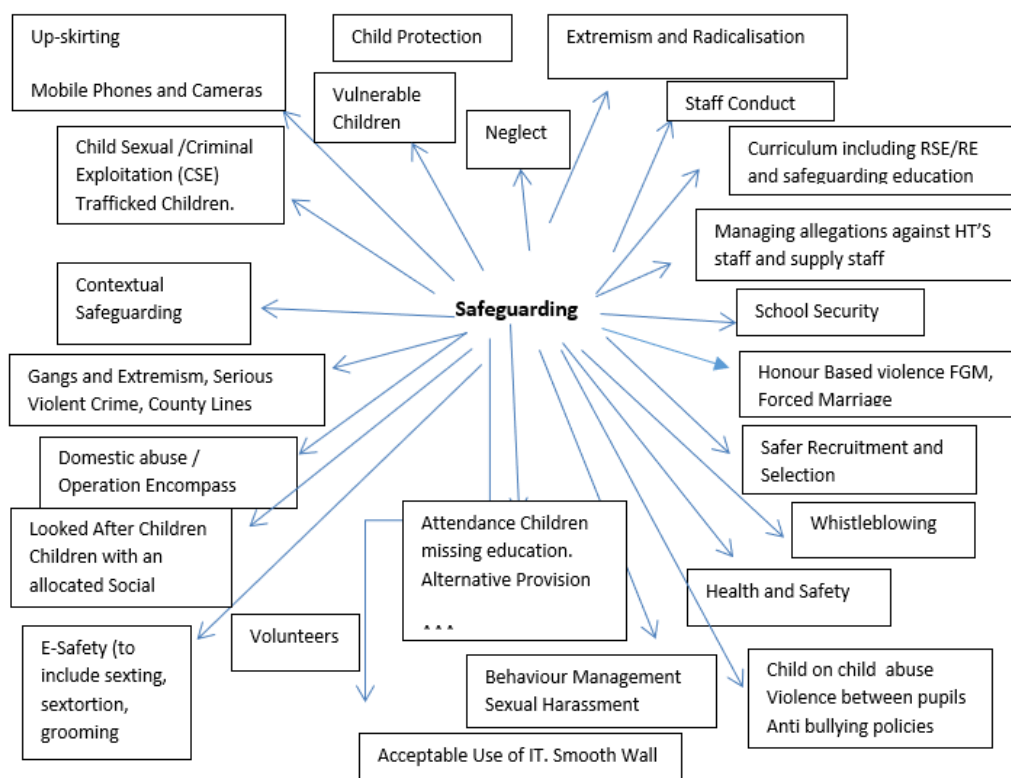 Up-skirting
Mobile Phones and Cameras
Child Protection
Extremism and Radicalisation
Vulnerable
Children
Neglect
Staff Conduct
Child Sexual /Criminal
Exploitation (CSE)
Trafficked Children.
Curriculum including RSE/RE
and safeguarding education
Managing allegations against HT'S
staff and supply staff
Contextual
Safeguarding
Safeguarding
School Security
Gangs and Extremism, Serious
Violent Crime, County Lines
Honour Based violence FGM,
Forced Marriage
Domestic abuse /
Operation Encompass
Safer Recruitment and
Selection
Looked After Children
Children with an
allocated Social
Attendance Children
missing education.
Alternative Provision
Whistleblowing
Health and Safety
E-Safety (to
include sexting,
sextortion,
grooming
Volunteers
Behaviour Management
Sexual Harassment
Child on child abuse
Violence between pupils
Anti bullying policies
Acceptable Use of IT. Smooth Wall